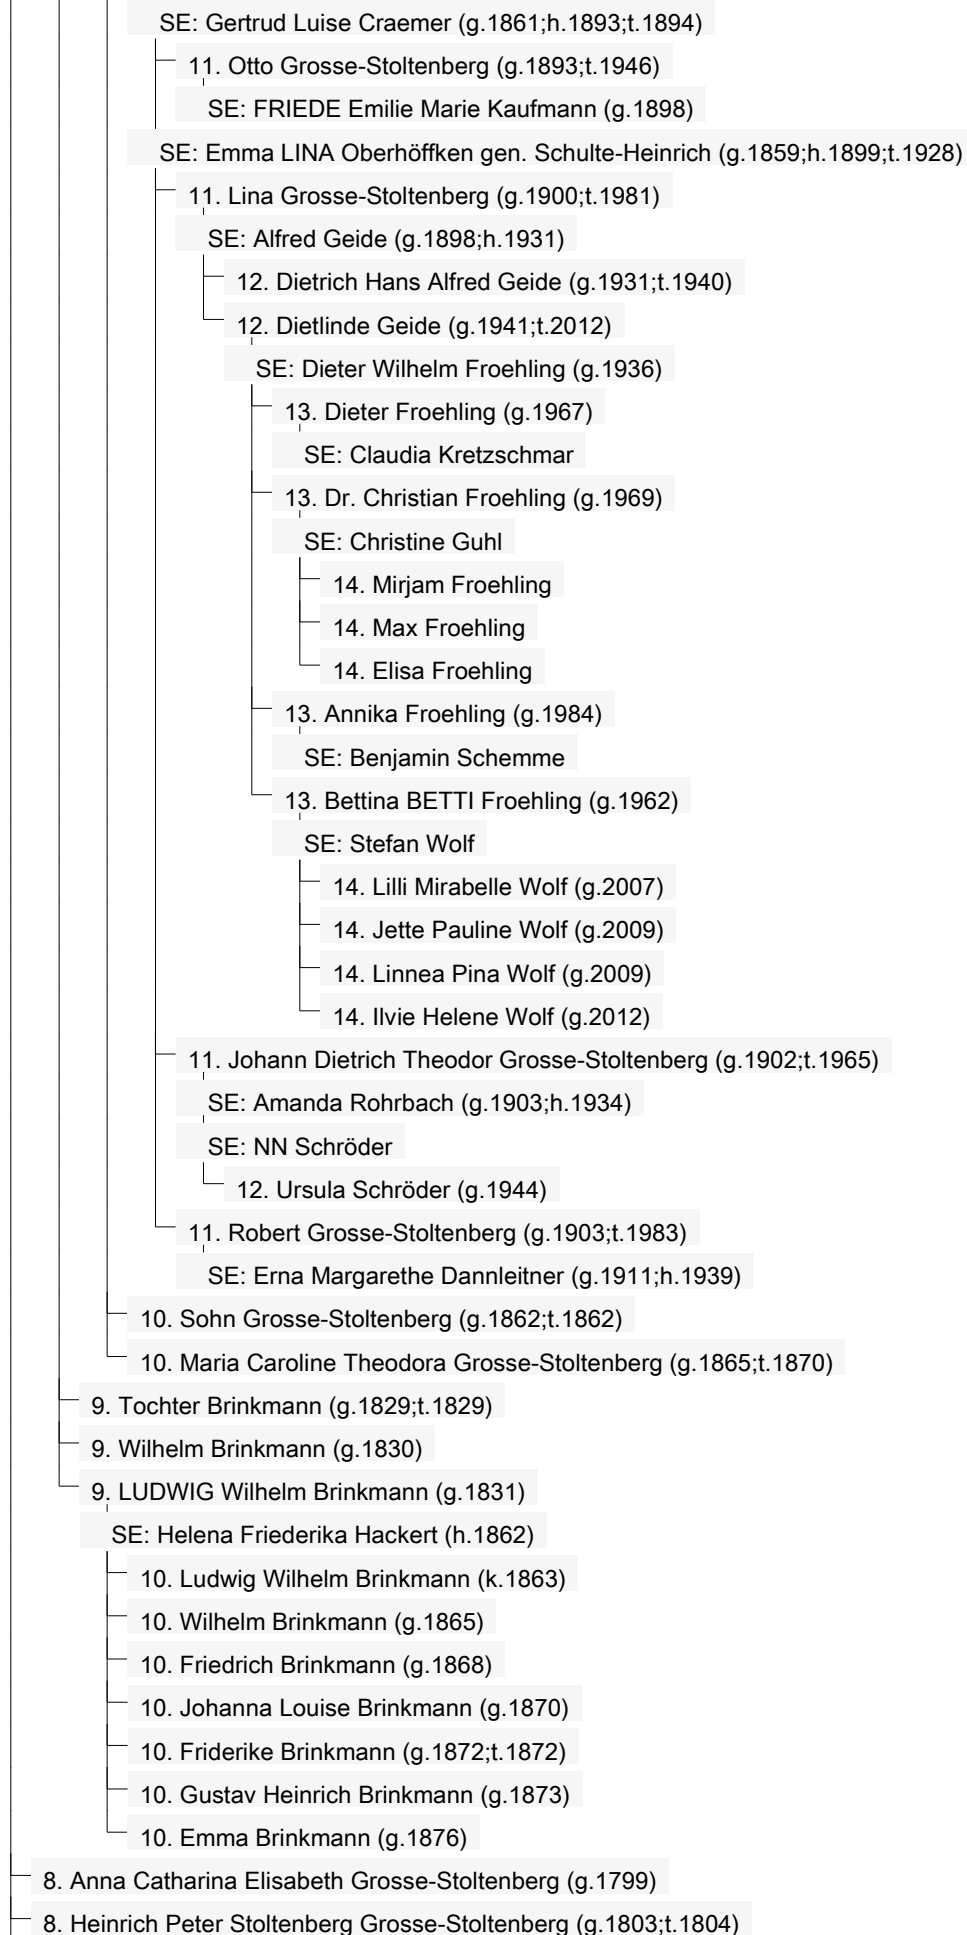 SE: Gertrud Luise Craemer (g.1861;h.1893;t.1894)
11. Otto Grosse-Stoltenberg (g.1893;t.1946)
SE: FRIEDE Emilie Marie Kaufmann (g.1898)
SE: Emma LINA Oberhöffken gen. Schulte-Heinrich (g.1859;h.1899;t.1928)
11. Lina Grosse-Stoltenberg (g.1900;t.1981)
SE: Alfred Geide (g.1898;h.1931)
12. Dietrich Hans Alfred Geide (g.1931;t.1940)
12. Dietlinde Geide (g.1941;t.2012)
SE: Dieter Wilhelm Froehling (g.1936)
13. Dieter Froehling (g.1967)
SE: Claudia Kretzschmar
13. Dr. Christian Froehling (g.1969)
SE: Christine Guhl
14. Mirjam Froehling
14. Max Froehling
14. Elisa Froehling
13. Annika Froehling (g.1984)
SE: Benjamin Schemme
13. Bettina BETTI Froehling (g.1962)
SE: Stefan Wolf
14. Lilli Mirabelle Wolf (g.2007)
14. Jette Pauline Wolf (g.2009)
14. Linnea Pina Wolf (g.2009)
14. Ilvie Helene Wolf (g.2012)
11. Johann Dietrich Theodor Grosse-Stoltenberg (g.1902;t.1965)
SE: Amanda Rohrbach (g.1903;h.1934)
SE: NN Schröder
12. Ursula Schröder (g.1944)
11. Robert Grosse-Stoltenberg (g.1903;t.1983)
SE: Erna Margarethe Dannleitner (g.1911;h.1939)
10. Sohn Grosse-Stoltenberg (g.1862;t.1862)
10. Maria Caroline Theodora Grosse-Stoltenberg (g.1865;t.1870)
9. Tochter Brinkmann (g.1829;t.1829)
9. Wilhelm Brinkmann (g.1830)
9. LUDWIG Wilhelm Brinkmann (g.1831)
SE: Helena Friederika Hackert (h.1862)
10. Ludwig Wilhelm Brinkmann (k.1863)
10. Wilhelm Brinkmann (g.1865)
10. Friedrich Brinkmann (g.1868)
10. Johanna Louise Brinkmann (g.1870)
10. Friderike Brinkmann (g.1872;t.1872)
10. Gustav Heinrich Brinkmann (g.1873)
10. Emma Brinkmann (g.1876)
8. Anna Catharina Elisabeth Grosse-Stoltenberg (g.1799)
8. Heinrich Peter Stoltenberg Grosse-Stoltenberg (g.1803;t.1804)